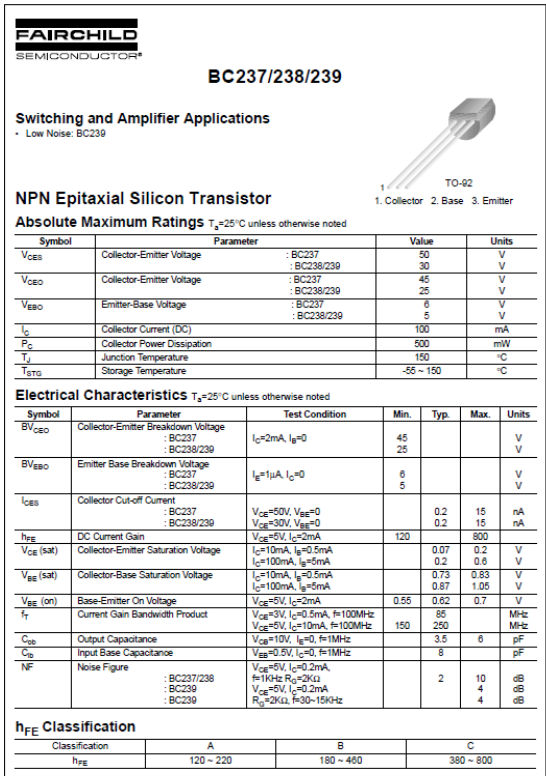 FAIRCHILD
SEMICONDUCTOR®
BC237/238/239
Switching and Amplifier Applications
• Low Noise: BC239
1 TO-92
1. Collector 2. Base 3. Emitter
NPN Epitaxial Silicon Transistor
Absolute Maximum Ratings Ta=25°C unless otherwise noted
Symbol Parameter Value Units
VCES Collector-Emitter Voltage : BC237 50 V
: BC238/239 30 V
VCEO Collector-Emitter Voltage : BC237 45 V
: BC238/239 25 V
VEBO Emitter-Base Voltage : BC237 6 V
: BC238/239 5 V
IC Collector Current (DC) 100 mA
PC Collector Power Dissipation 500 mW
TJ Junction Temperature 150 °C
TSTG Storage Temperature -55 ~ 150 °C
Electrical Characteristics Ta=25°C unless otherwise noted
Symbol Parameter Test Condition Min. Typ. Max. Units
BVCEO Collector-Emitter Breakdown Voltage
: BC237 IC=2mA, IB=0 45 V
: BC238/239 25 V
BVEBO Emitter Base Breakdown Voltage
: BC237 IE=1μA, IC=0 6 V
: BC238/239 5 V
ICES Collector Cut-off Current
: BC237 VCE=50V, VBE=0 0.2 15 nA
: BC238/239 VCE=30V, VBE=0 0.2 15 nA
hFE DC Current Gain VCE=5V, IC=2mA 120 800
VCE (sat) Collector-Emitter Saturation Voltage IC=10mA, IB=0.5mA 0.07 0.2 V
IC=100mA, IB=5mA 0.2 0.6 V
VBE (sat) Collector-Base Saturation Voltage IC=10mA, IB=0.5mA 0.73 0.83 V
IC=100mA, IB=5mA 0.87 1.05 V
VBE (on) Base-Emitter On Voltage VCE=5V, IC=2mA 0.55 0.62 0.7 V
fT Current Gain Bandwidth Product VCE=3V, IC=0.5mA, f=100MHz 85 MHz
VCE=5V, IC=10mA, f=100MHz 150 250 MHz
Cob Output Capacitance VCB=10V, IE=0, f=1MHz 3.5 6 pF
Cib Input Base Capacitance VEB=0.5V, IC=0, f=1MHz 8 pF
NF Noise Figure VCE=5V, IC=0.2mA,
: BC237/238 f=1KHz RG=2KΩ 2 10 dB
: BC239 VCE=5V, IC=0.2mA 4 dB
: BC239 RG=2KΩ, f=30~15KHz 4 dB
hFE Classification
Classification A B C
hFE 120 ~ 220 180 ~ 460 380 ~ 800